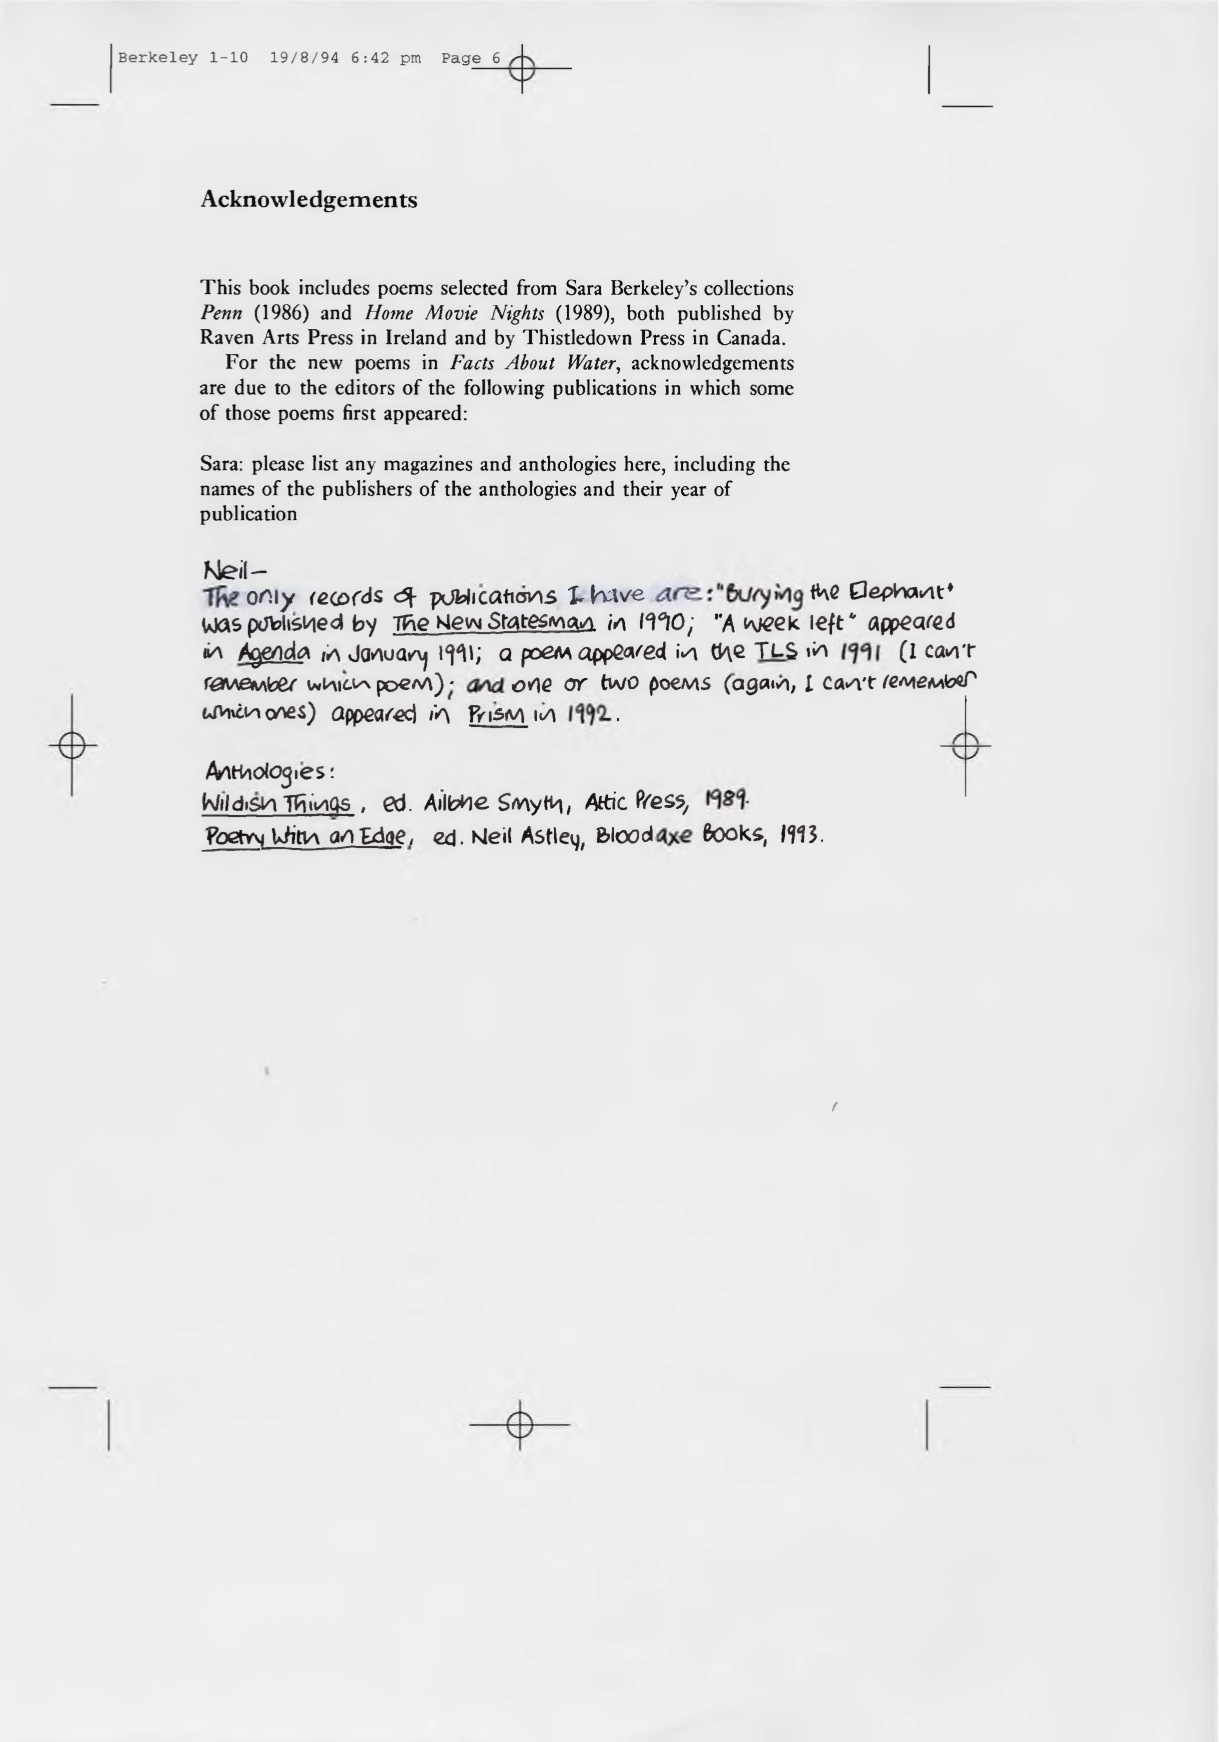 Berkeley 1-10 19/8/94 6:42 pm Page 6
Acknowledgements
This book includes poems selected from Sara Berkeley's collections
Penn (1986) and Home Movie Nights (1989), both published by
Raven Arts Press in Ireland and by Thistledown Press in Canada.
For the new poems in Facts About Water, acknowledgements
are due to the editors of the following publications in which some
of those poems first appeared:
Sara: please list any magazines and anthologies here, including the
names of the publishers of the anthologies and their year of
publication
Neil—
The only records of publications I have are: "Burying the Elephant"
was published by The New Statesman in 1990; "A week left" appeared
in Agenda in January 1991; a poem appeared in the TLS in 1991 (I can't
remember which poem); and one or two poems (again, I can't remember
which ones) appeared in Prism in 1992.
Anthologies:
Wildish Things, ed. Ailbhe Smyth, Attic Press, 1989.
Poetry With an Edge, ed. Neil Astley, Bloodaxe Books, 1993.